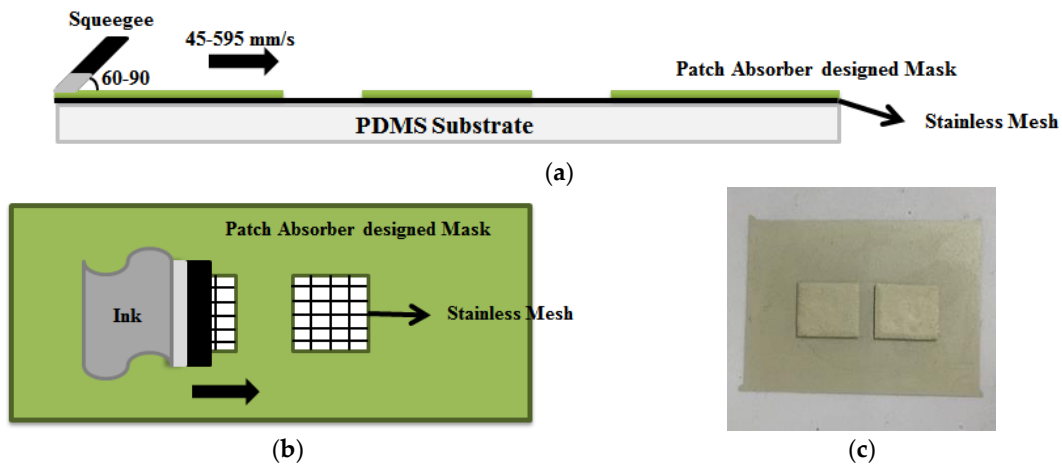 Squeegee
45-595 mm/s
60-90
Patch Absorber designed Mask
PDMS Substrate
Stainless Mesh
(a)
Patch Absorber designed Mask
Ink
Stainless Mesh
(b)
(c)